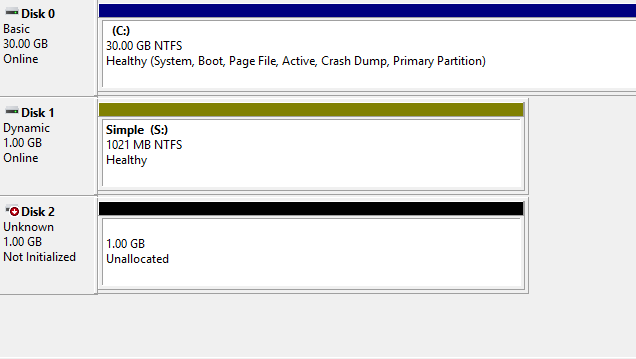 Disk 0
Basic
30.00 GB
Online
(C:)
30.00 GB NTFS
Healthy (System, Boot, Page File, Active, Crash Dump, Primary Partition)
Disk 1
Dynamic
1.00 GB
Online
Simple (S:)
1021 MB NTFS
Healthy
Disk 2
Unknown
1.00 GB
Not Initialized
1.00 GB
Unallocated